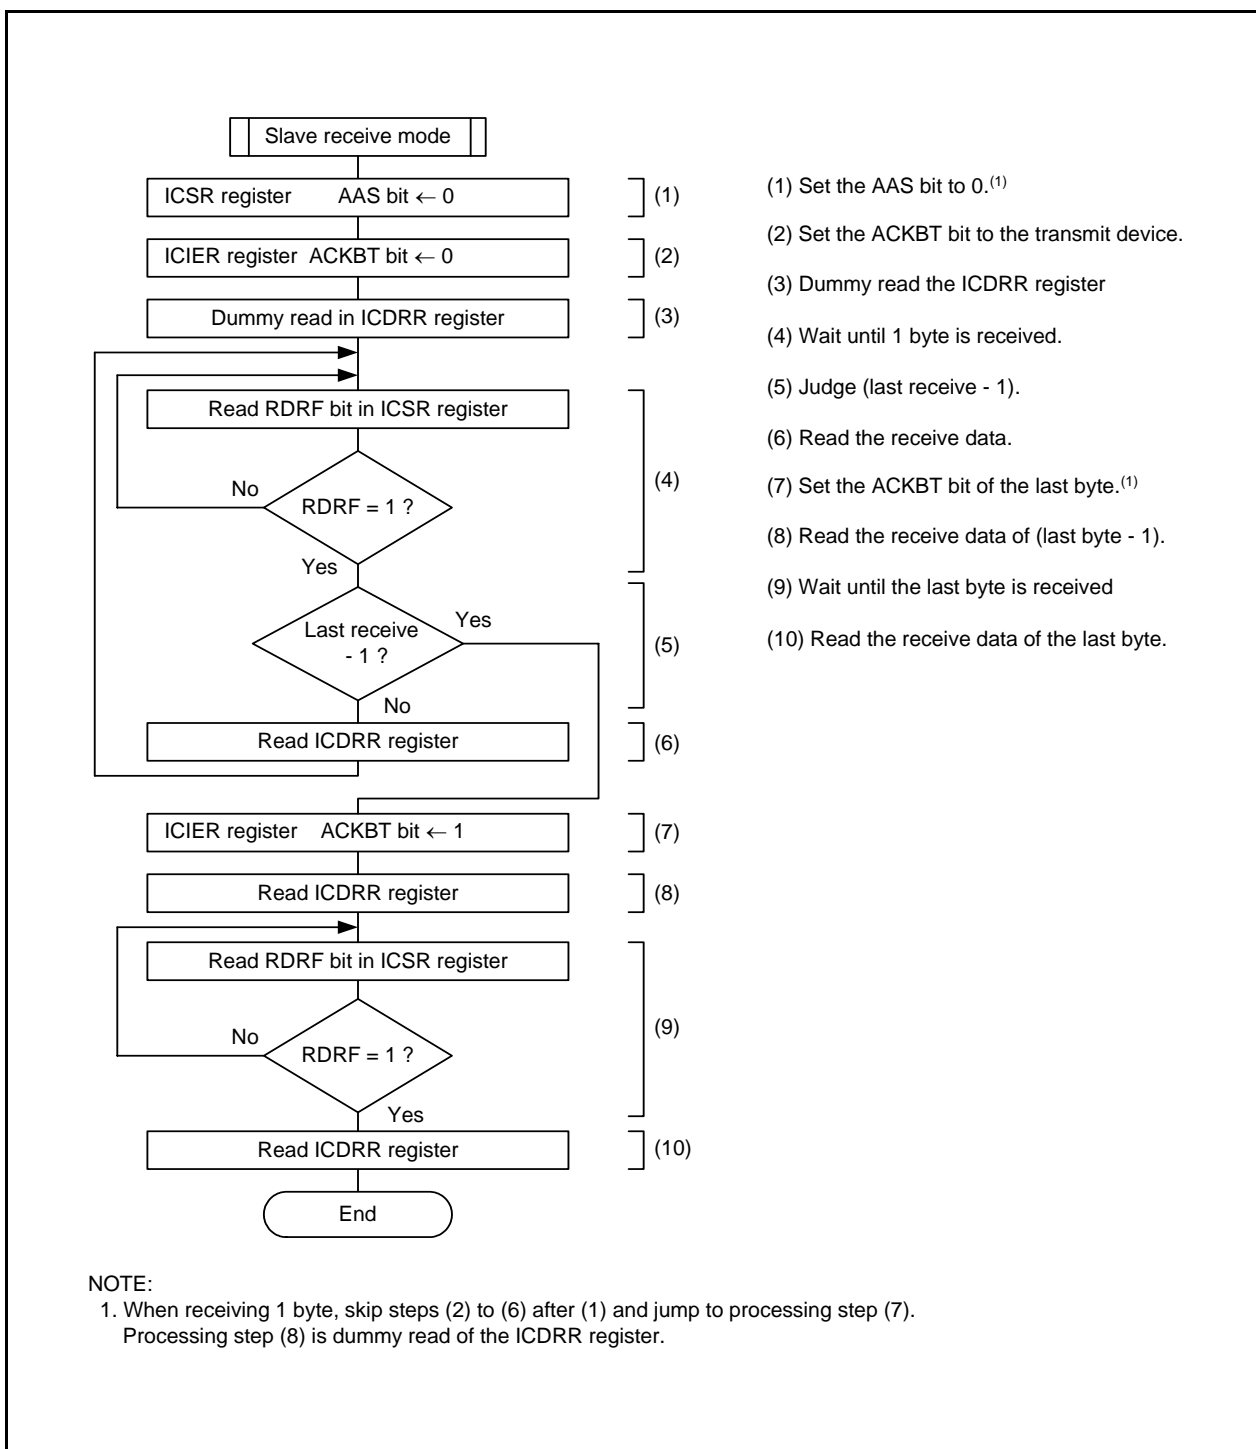 Slave receive mode
ICSR register AAS bit ← 0
(1)
ICIER register ACKBT bit ← 0
(2)
Dummy read in ICDRR register
(3)
Read RDRF bit in ICSR register
No
RDRF = 1 ?
(4)
Yes
Last receive
- 1 ?
Yes
(5)
No
Read ICDRR register
(6)
ICIER register ACKBT bit ← 1
(7)
Read ICDRR register
(8)
Read RDRF bit in ICSR register
No
RDRF = 1 ?
(9)
Yes
Read ICDRR register
(10)
End
(1) Set the AAS bit to 0.(1)
(2) Set the ACKBT bit to the transmit device.
(3) Dummy read the ICDRR register
(4) Wait until 1 byte is received.
(5) Judge (last receive - 1).
(6) Read the receive data.
(7) Set the ACKBT bit of the last byte.(1)
(8) Read the receive data of (last byte - 1).
(9) Wait until the last byte is received
(10) Read the receive data of the last byte.
NOTE:
1. When receiving 1 byte, skip steps (2) to (6) after (1) and jump to processing step (7).
Processing step (8) is dummy read of the ICDRR register.